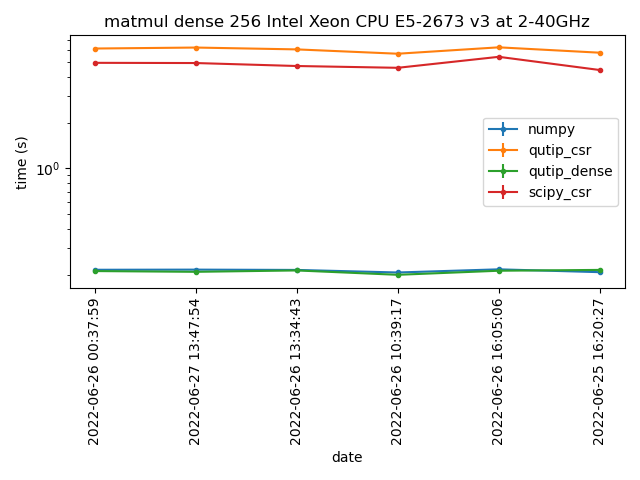 matmul dense 256 Intel Xeon CPU E5-2673 v3 at 2-40GHz
time (s)
10^0
numpy
qutip_csr
qutip_dense
scipy_csr
2022-06-26 00:37:59
2022-06-27 13:47:54
2022-06-26 13:34:43
2022-06-26 10:39:17
2022-06-26 16:05:06
2022-06-25 16:20:27
date